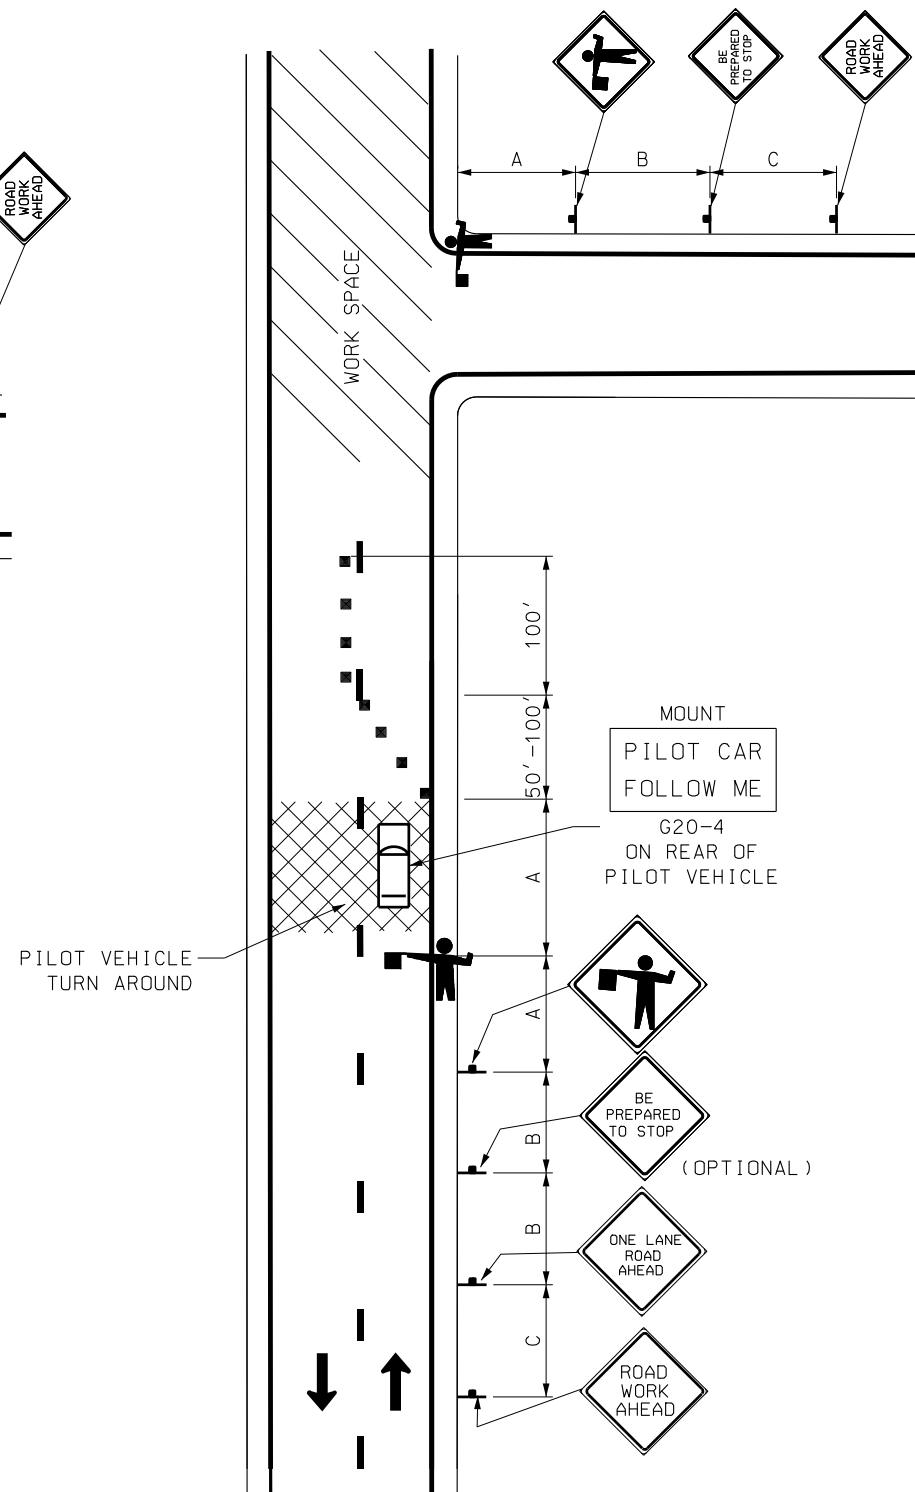 BE
PREPARED
TO STOP
ROAD
WORK
AHEAD
A
B
C
ROAD
WORK
AHEAD
WORK SPACE
100'
50'-100'
MOUNT
PILOT CAR
FOLLOW ME
G20-4
ON REAR OF
PILOT VEHICLE
A
PILOT VEHICLE
TURN AROUND
A
BE
PREPARED
TO STOP
B
(OPTIONAL)
B
ONE LANE
ROAD
AHEAD
C
ROAD
WORK
AHEAD